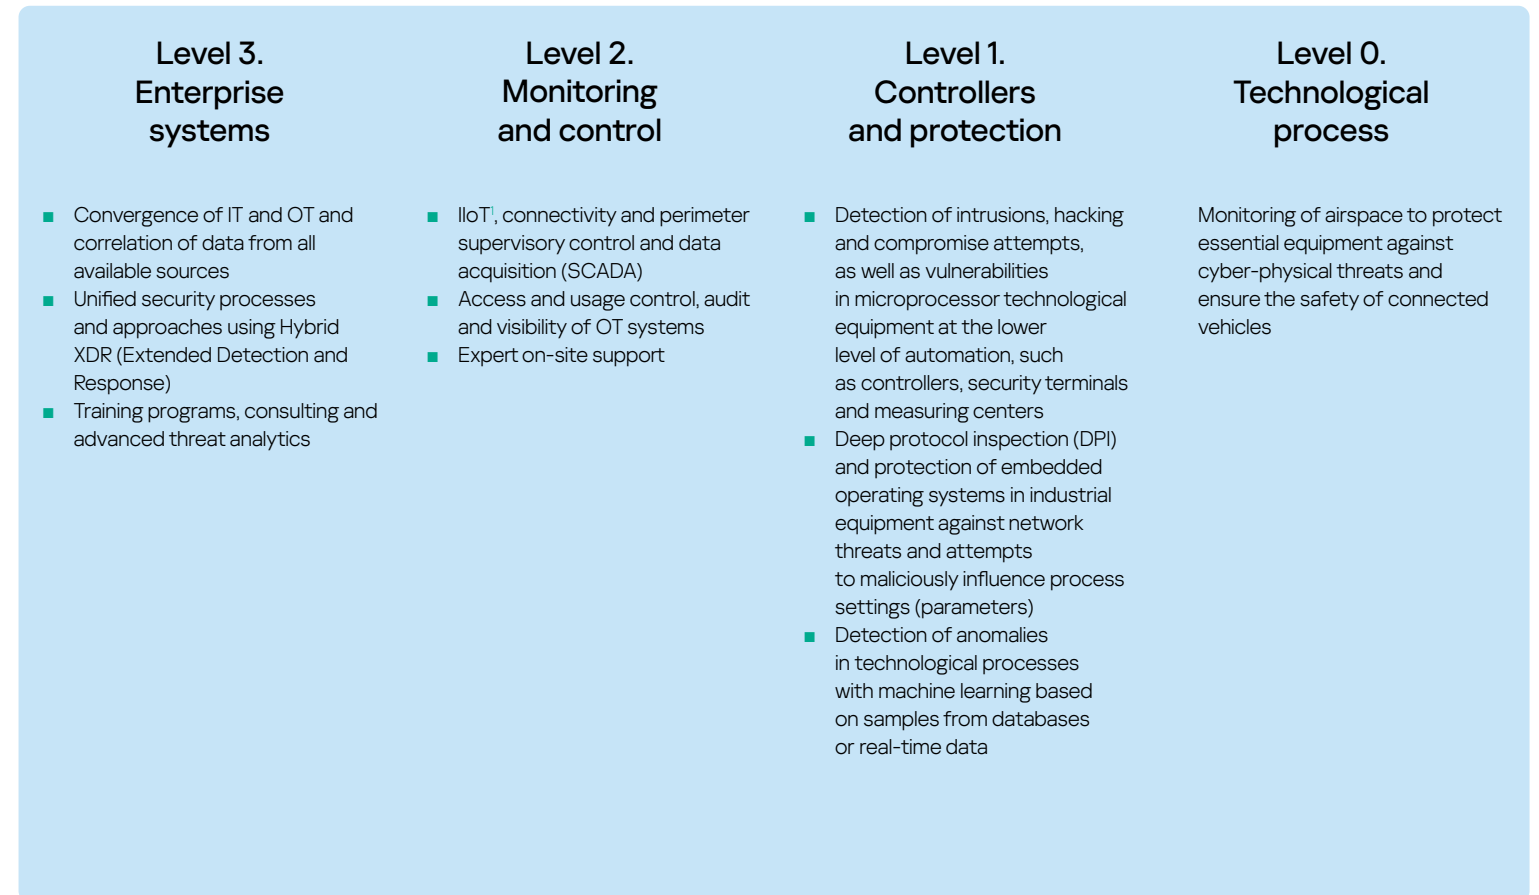 Level 3.
Enterprise
systems
■ Convergence of IT and OT and
correlation of data from all
available sources
■ Unified security processes
and approaches using Hybrid
XDR (Extended Detection and
Response)
■ Training programs, consulting and
advanced threat analytics
Level 2.
Monitoring
and control
■ IIoT¹, connectivity and perimeter
supervisory control and data
acquisition (SCADA)
■ Access and usage control, audit
and visibility of OT systems
■ Expert on-site support
Level 1.
Controllers
and protection
■ Detection of intrusions, hacking
and compromise attempts,
as well as vulnerabilities
in microprocessor technological
equipment at the lower
level of automation, such
as controllers, security terminals
and measuring centers
■ Deep protocol inspection (DPI)
and protection of embedded
operating systems in industrial
equipment against network
threats and attempts
to maliciously influence process
settings (parameters)
■ Detection of anomalies
in technological processes
with machine learning based
on samples from databases
or real-time data
Level 0.
Technological
process
Monitoring of airspace to protect
essential equipment against
cyber-physical threats and
ensure the safety of connected
vehicles